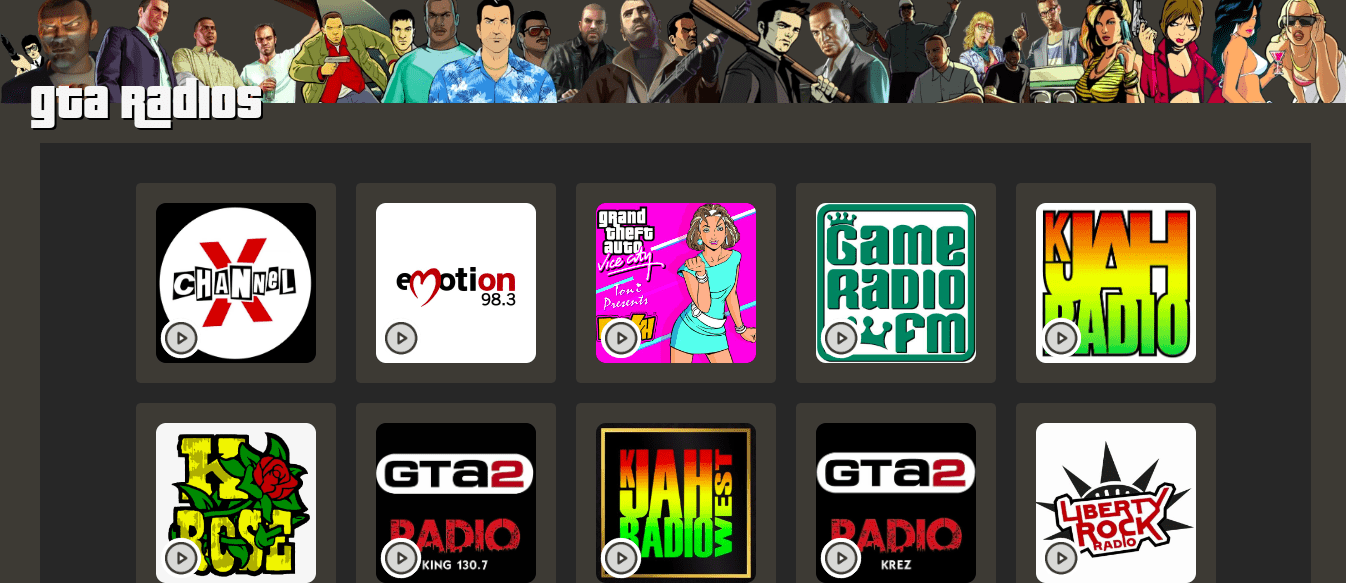 gta Radios
X
CHANNeL
emotion
98.3
grand
theft
auto
Vice city
Toni
Presents
GAME
RADIO
FM
K JAH
RADIO
K
ROSE
GTA2
RADIO
KING 130.7
K JAH
RADIO WEST
GTA2
RADIO
KREZ
LIBERTY
ROCK
RADIO